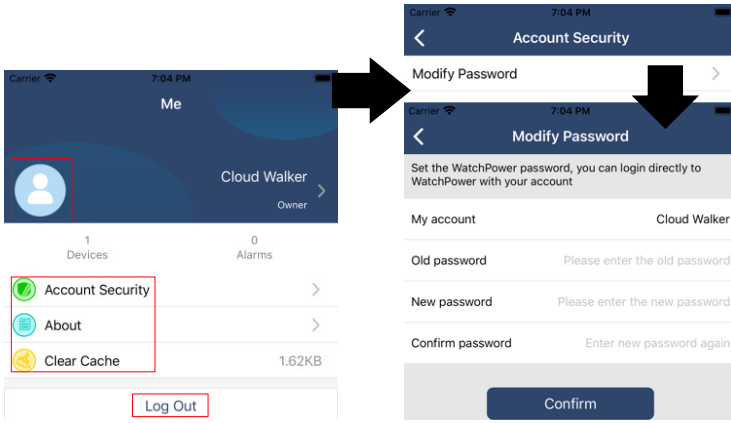 Carrier 7:04 PM
Me
Cloud Walker
Owner
1 0
Devices Alarms
Account Security
About
Clear Cache 1.62KB
Log Out
Carrier 7:04 PM
Account Security
Modify Password
Carrier 7:04 PM
Modify Password
Set the WatchPower password, you can login directly to
WatchPower with your account
My account Cloud Walker
Old password Please enter the old password
New password Please enter the new password
Confirm password Enter new password again
Confirm